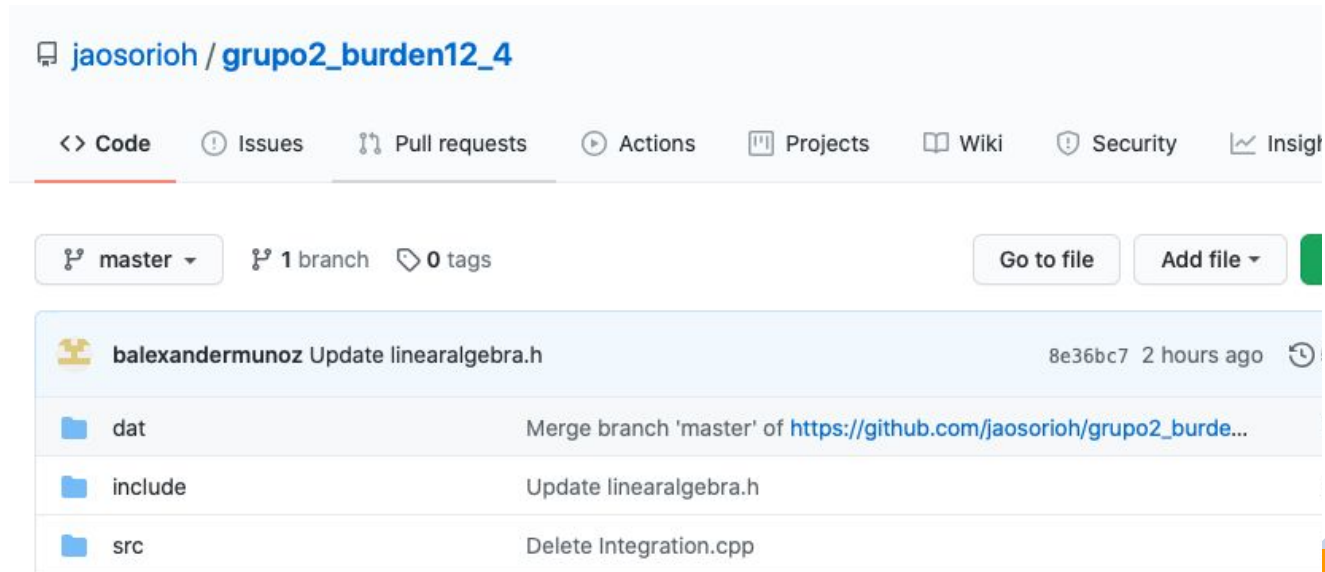 jaosorioh / grupo2_burden12_4
<> Code Issues Pull requests Actions Projects Wiki Security Insigh
master 1 branch 0 tags Go to file Add file
balexandermunoz Update linearalgebra.h 8e36bc7 2 hours ago
dat Merge branch 'master' of https://github.com/jaosorioh/grupo2_burde...
include Update linearalgebra.h
src Delete Integration.cpp